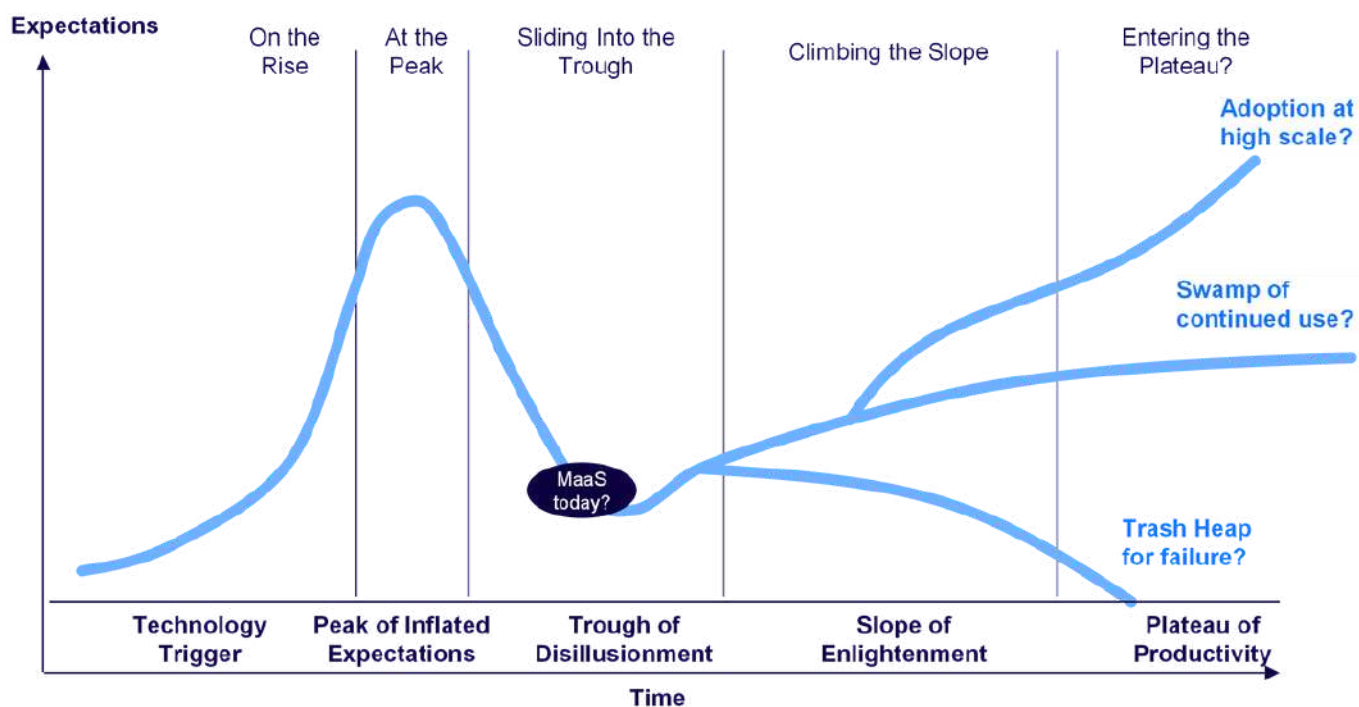 Expectations
On the
Rise
At the
Peak
Sliding Into the
Trough
Climbing the Slope
Entering the
Plateau?
Adoption at
high scale?
Swamp of
continued use?
MaaS
today?
Trash Heap
for failure?
Technology
Trigger
Peak of Inflated
Expectations
Trough of
Disillusionment
Slope of
Enlightenment
Plateau of
Productivity
Time